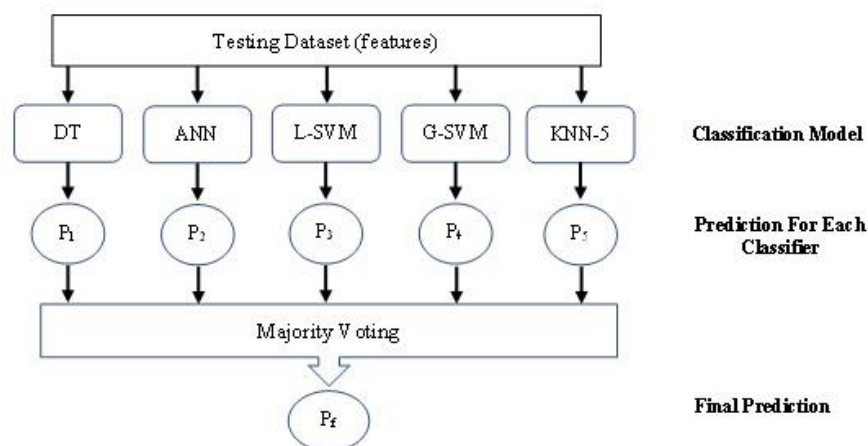 Testing Dataset (features)
DT
ANN
L-SVM
G-SVM
KNN-5
Classification Model
P1
P2
P3
P4
P5
Prediction For Each
Classifier
Majority Voting
Pf
Final Prediction